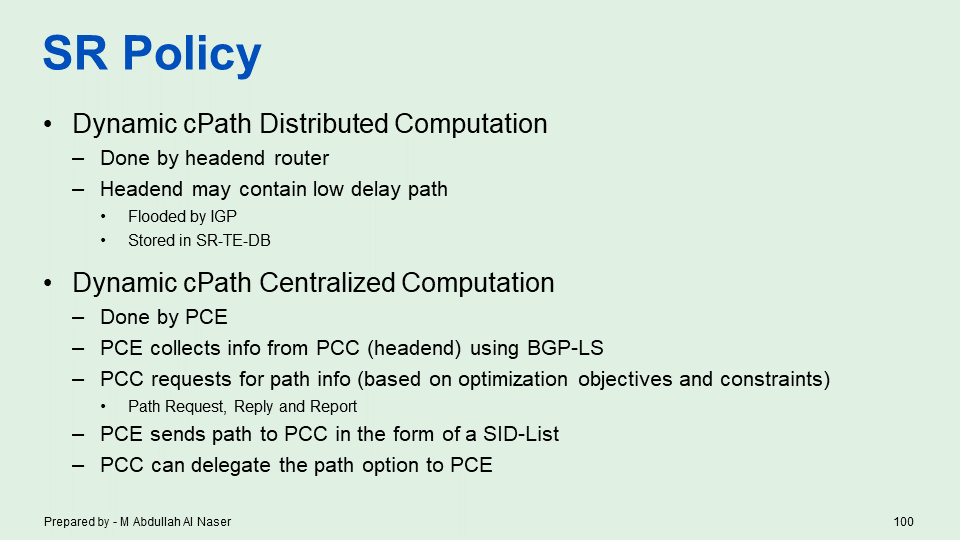 SR Policy
• Dynamic cPath Distributed Computation
– Done by headend router
– Headend may contain low delay path
• Flooded by IGP
• Stored in SR-TE-DB
• Dynamic cPath Centralized Computation
– Done by PCE
– PCE collects info from PCC (headend) using BGP-LS
– PCC requests for path info (based on optimization objectives and constraints)
• Path Request, Reply and Report
– PCE sends path to PCC in the form of a SID-List
– PCC can delegate the path option to PCE
Prepared by - M Abdullah Al Naser 100